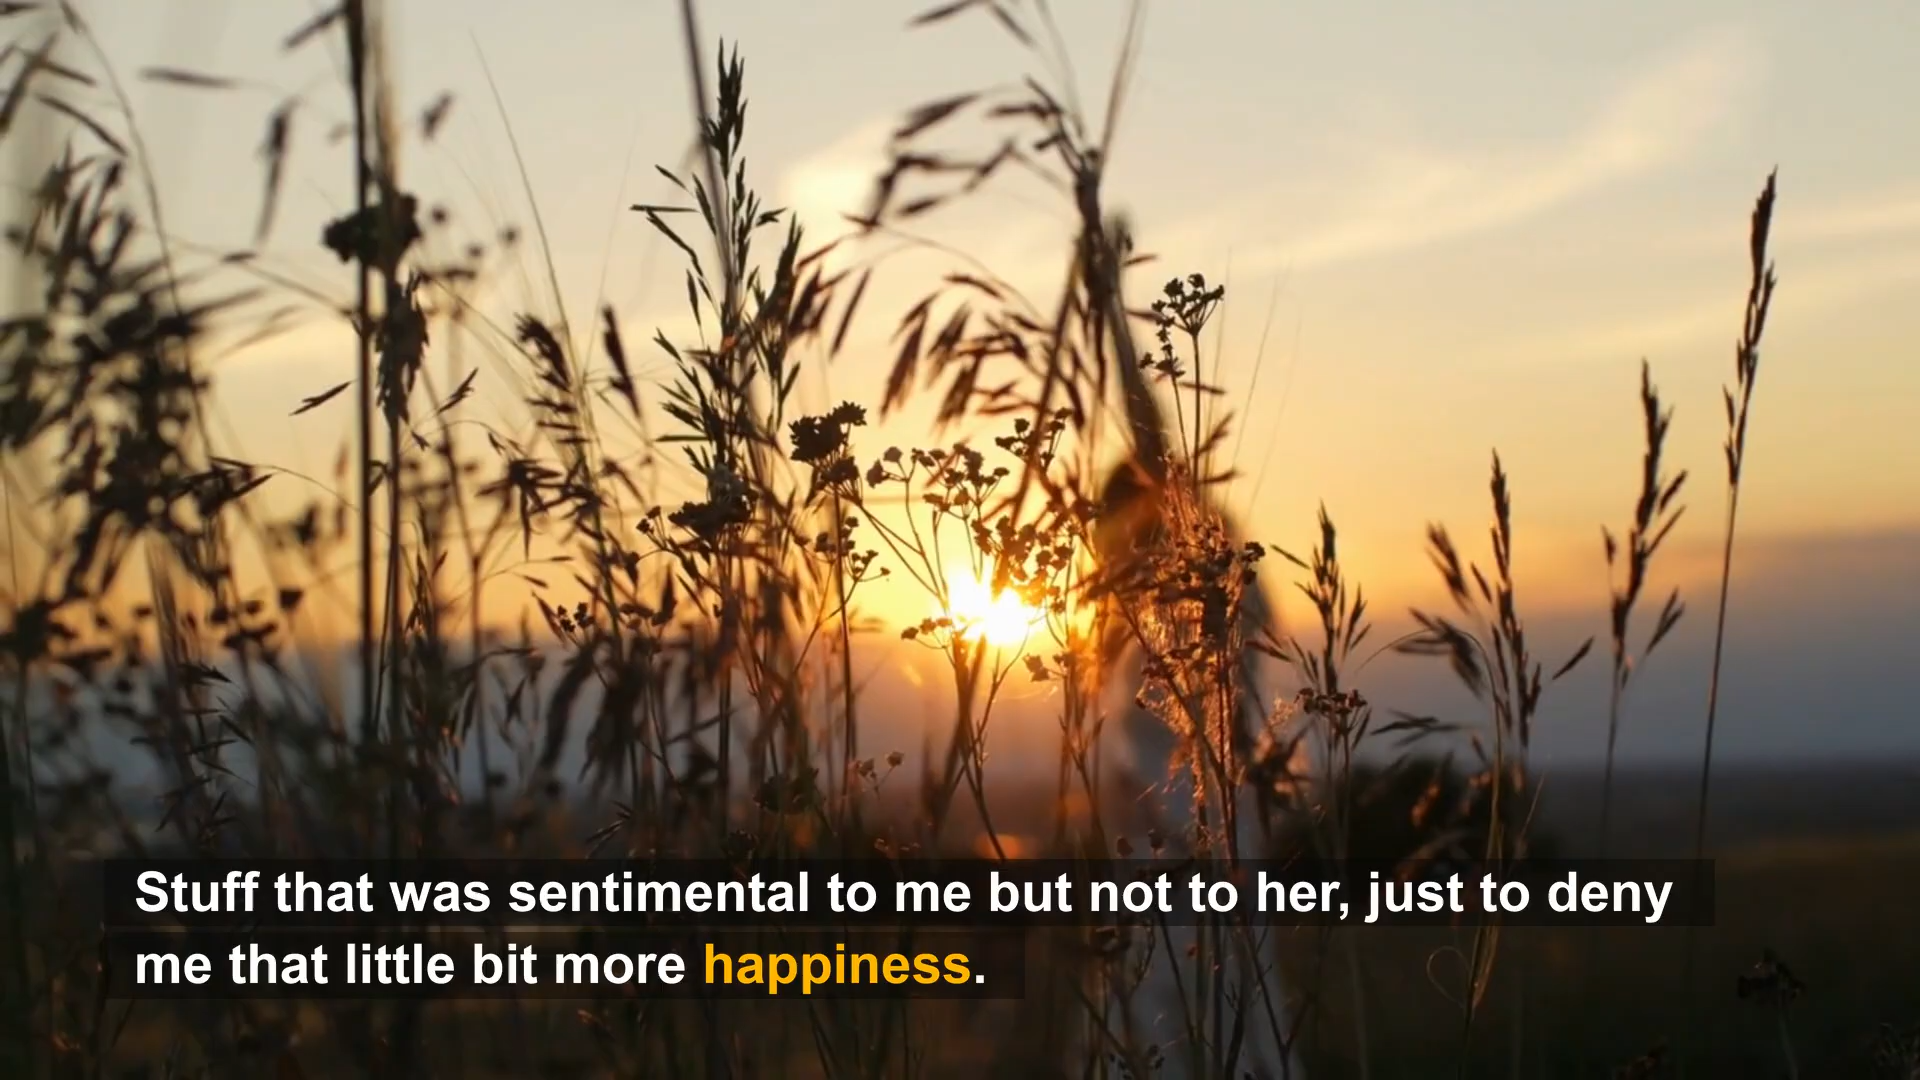 Stuff that was sentimental to me but not to her, just to deny
me that little bit more happiness.